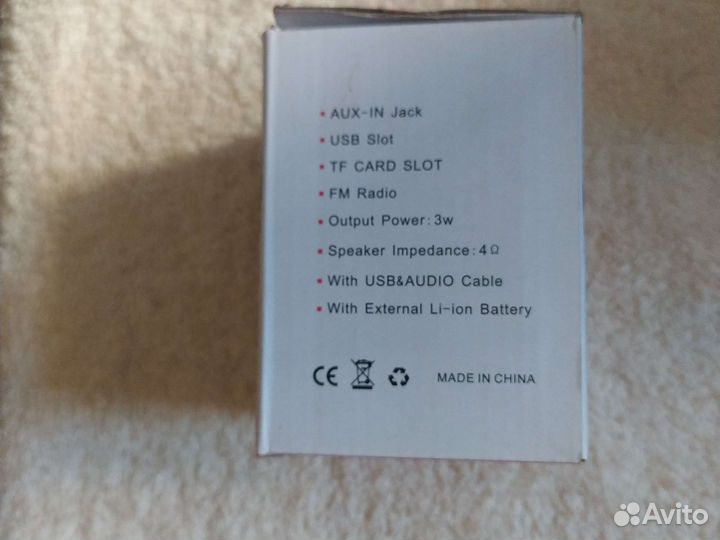 AUX-IN Jack
USB Slot
TF CARD SLOT
FM Radio
Output Power: 3w
Speaker Impedance: 4Ω
With USB&AUDIO Cable
With External Li-ion Battery
CE
MADE IN CHINA
Avito